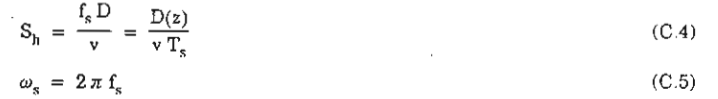 S_h = f_s D / v = D(z) / v T_s (C.4)
ω_s = 2 π f_s (C.5)